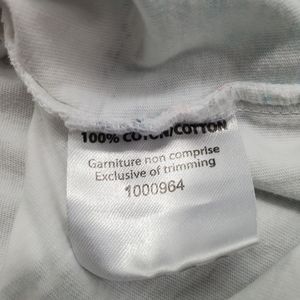 100% COTON/COTTON
Garniture non comprise
Exclusive of trimming
1000964